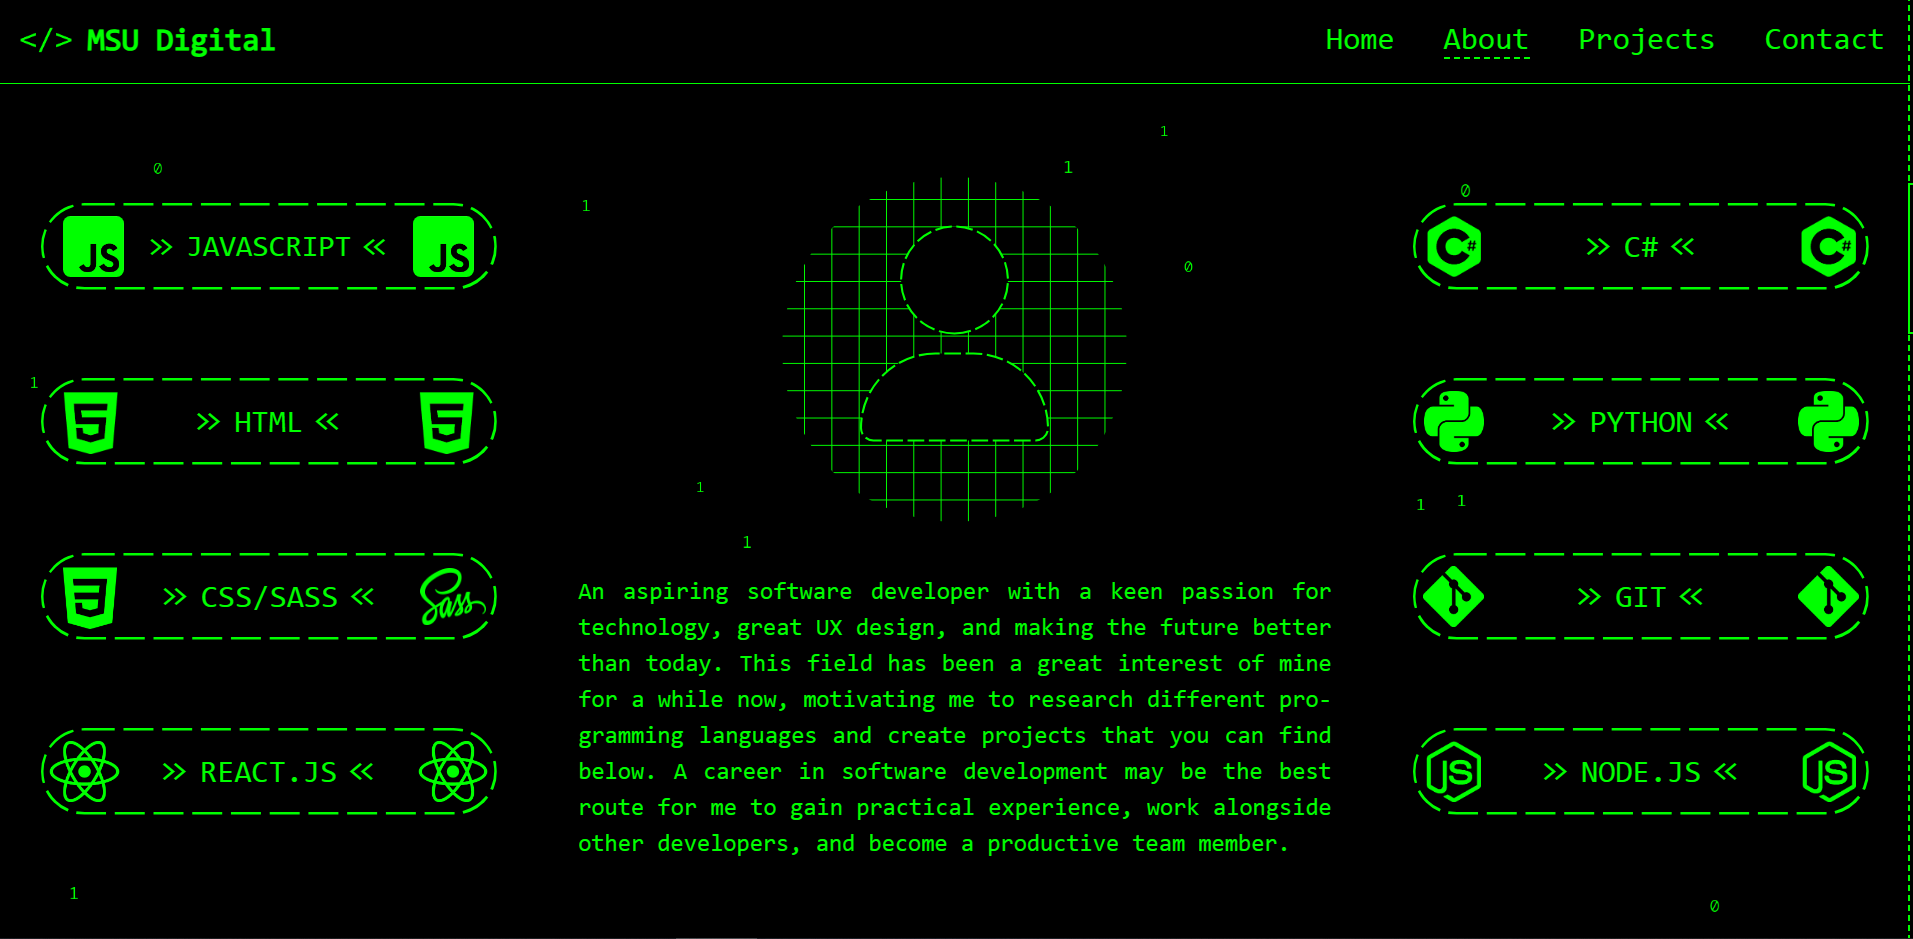 </> MSU Digital
Home About Projects Contact
1
0
1
0
1
0
JS >> JAVASCRIPT << JS
C# >> C# << C#
1
>> HTML <<
>> PYTHON <<
1
1 1
1
>> CSS/SASS << Sass
>> GIT <<
An aspiring software developer with a keen passion for
technology, great UX design, and making the future better
than today. This field has been a great interest of mine
for a while now, motivating me to research different pro-
gramming languages and create projects that you can find
below. A career in software development may be the best
route for me to gain practical experience, work alongside
other developers, and become a productive team member.
>> REACT.JS <<
JS >> NODE.JS << JS
1
0